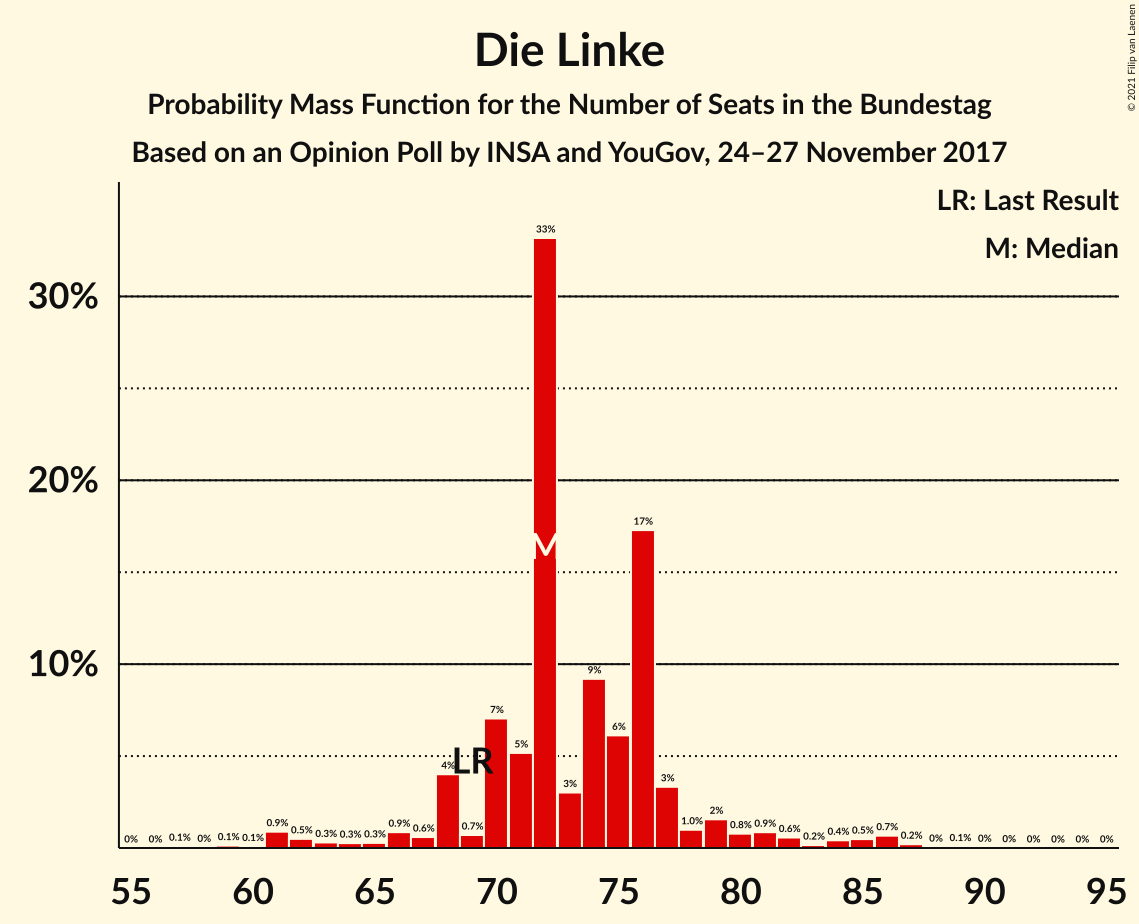 Die Linke
Probability Mass Function for the Number of Seats in the Bundestag
Based on an Opinion Poll by INSA and YouGov, 24–27 November 2017
© 2021 Filip van Laenen
LR: Last Result
M: Median
30%
20%
10%
0% 0% 0.1% 0% 0.1% 0.1% 0.9% 0.5% 0.3% 0.3% 0.3% 0.9% 0.6% 4% 0.7% 7% 5% 33% 3% 9% 6% 17% 3% 1.0% 2% 0.8% 0.9% 0.6% 0.2% 0.4% 0.5% 0.7% 0.2% 0% 0.1% 0% 0% 0% 0% 0% 0%
LR
M
55 60 65 70 75 80 85 90 95